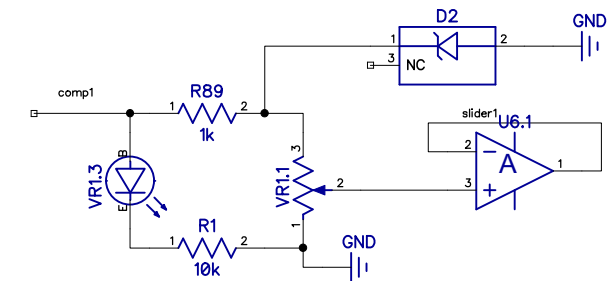 D2
GND
1
2
3
NC
comp1
R89
1
2
1k
slider1
U6.1
2
A
1
3
VR1.3
B
E
VR1.1
3
2
1
R1
1
2
10k
GND